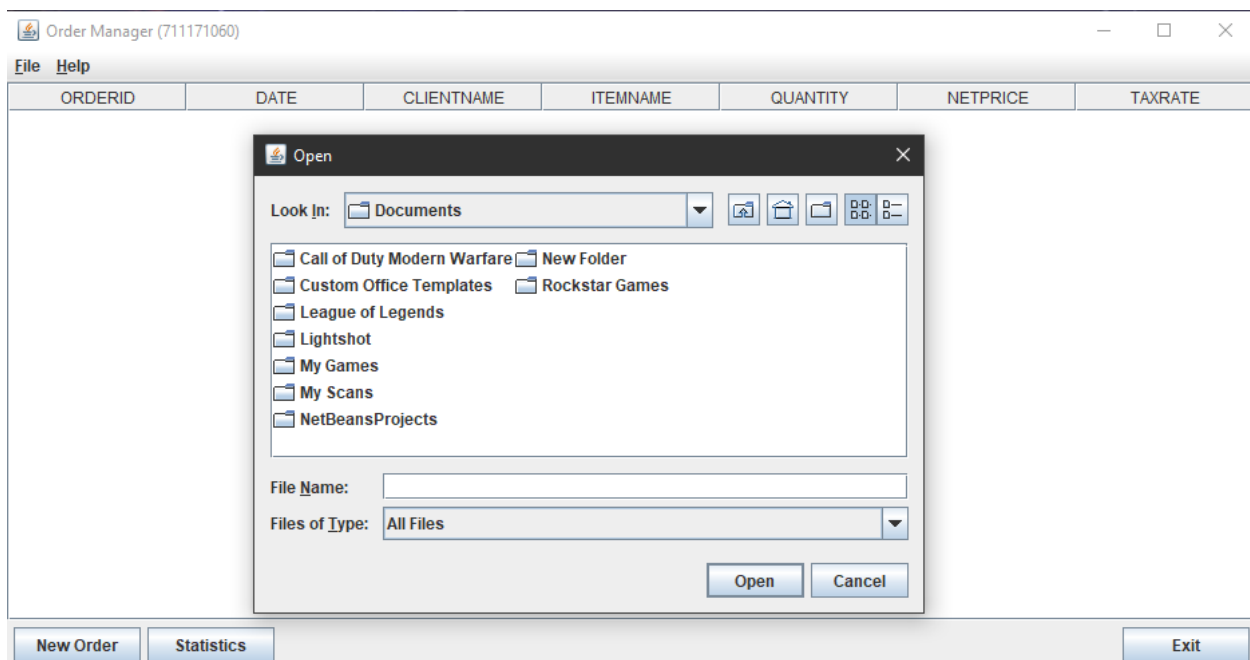 Order Manager (711171060)
File Help
ORDERID DATE CLIENTNAME ITEMNAME QUANTITY NETPRICE TAXRATE
Open
Look In: Documents
Call of Duty Modern Warfare New Folder
Custom Office Templates Rockstar Games
League of Legends
Lightshot
My Games
My Scans
NetBeansProjects
File Name:
Files of Type: All Files
Open Cancel
New Order Statistics Exit